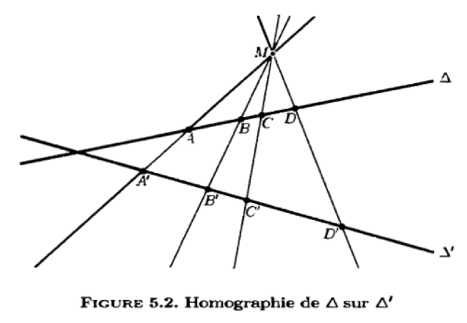 M
Δ
A
B
C
D
A′
B′
C′
D′
Δ′
FIGURE 5.2. Homographie de Δ sur Δ′